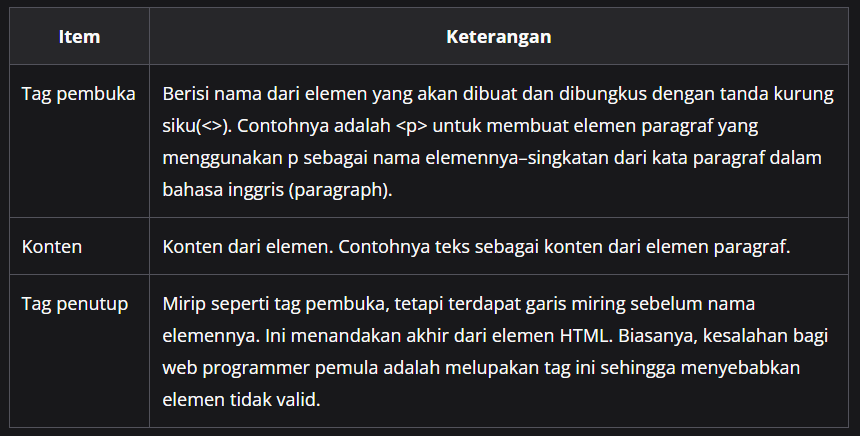 Item
Keterangan
Tag pembuka
Berisi nama dari elemen yang akan dibuat dan dibungkus dengan tanda kurung
siku(<>). Contohnya adalah <p> untuk membuat elemen paragraf yang
menggunakan p sebagai nama elemennya–singkatan dari kata paragraf dalam
bahasa inggris (paragraph).
Konten
Konten dari elemen. Contohnya teks sebagai konten dari elemen paragraf.
Tag penutup
Mirip seperti tag pembuka, tetapi terdapat garis miring sebelum nama
elemennya. Ini menandakan akhir dari elemen HTML. Biasanya, kesalahan bagi
web programmer pemula adalah melupakan tag ini sehingga menyebabkan
elemen tidak valid.